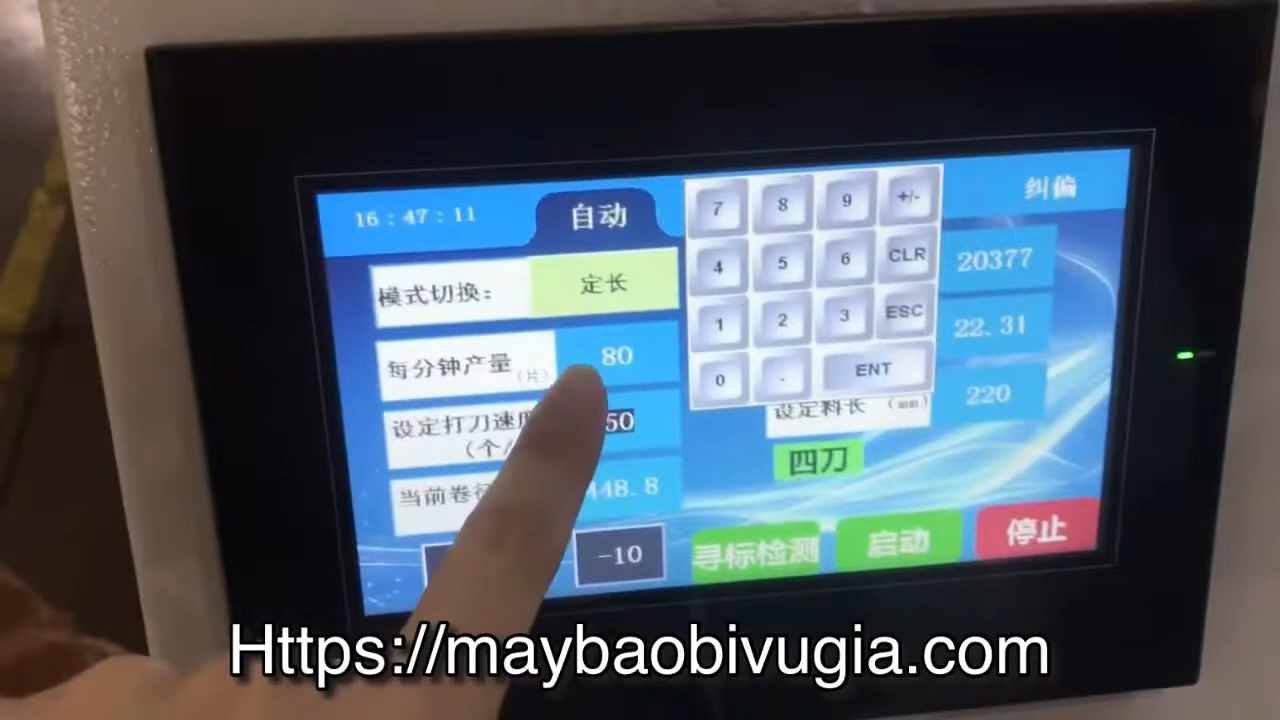 16:47:11
自动
纠偏
模式切换：
定长
20377
每分钟产量
(片)
80
22.31
设定打刀速
50
(个/
设定料长 (mm)
220
当前卷
448.8
四刀
-10
寻标检测
启动
停止
7 8 9 +/-
4 5 6 CLR
1 2 3 ESC
0 . ENT
Https://maybaobivugia.com